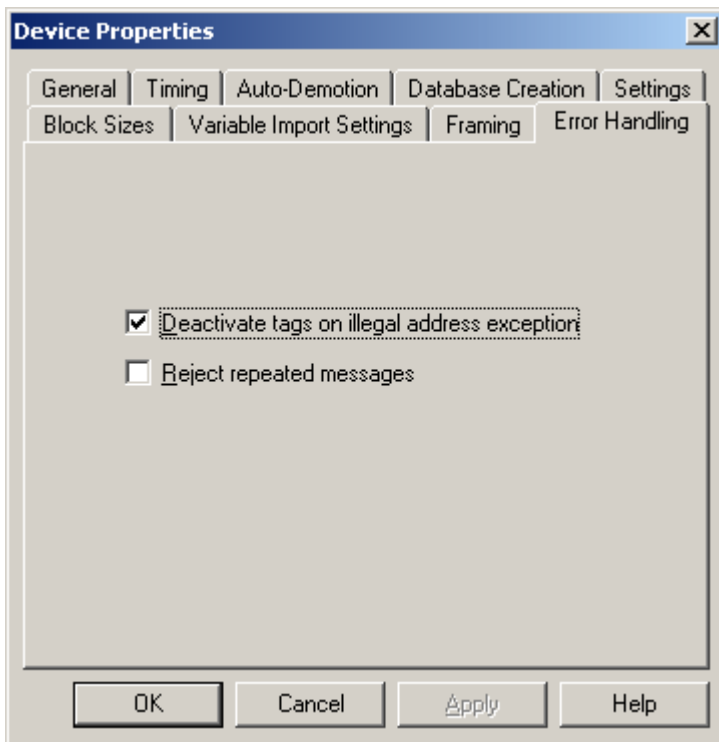 Device Properties
General Timing Auto-Demotion Database Creation Settings
Block Sizes Variable Import Settings Framing Error Handling
Deactivate tags on illegal address exception
Reject repeated messages
OK Cancel Apply Help